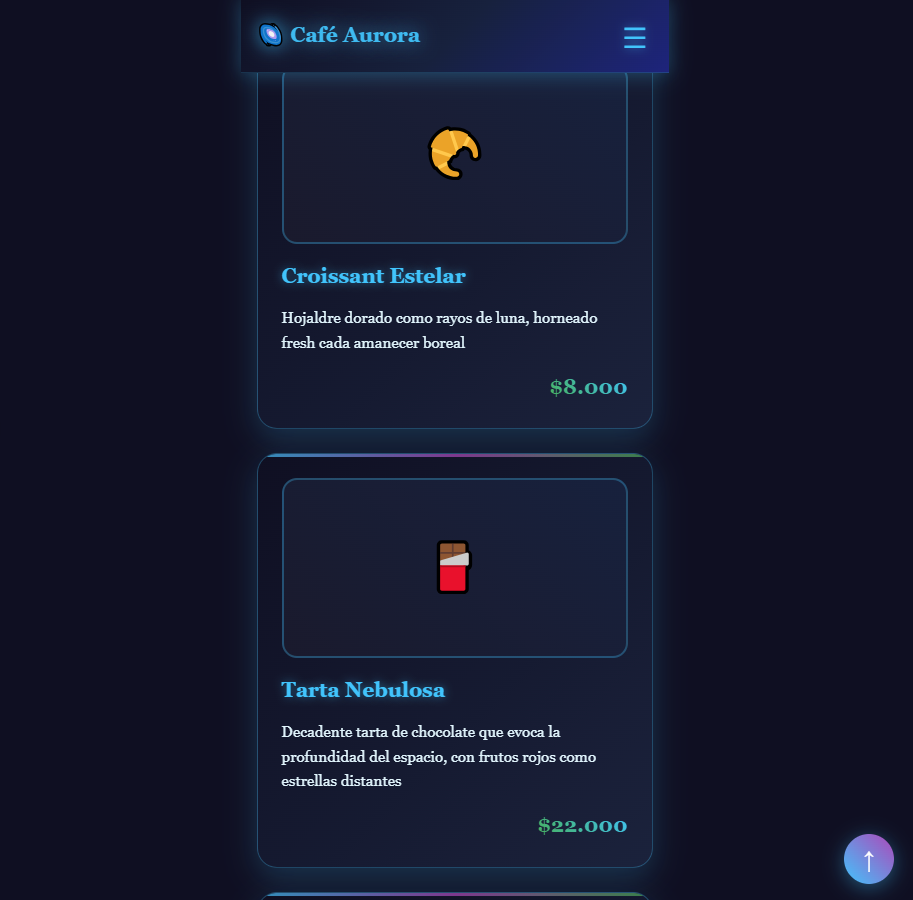 Café Aurora
Croissant Estelar
Hojaldre dorado como rayos de luna, horneado
fresh cada amanecer boreal
$8.000
Tarta Nebulosa
Decadente tarta de chocolate que evoca la
profundidad del espacio, con frutos rojos como
estrellas distantes
$22.000
↑